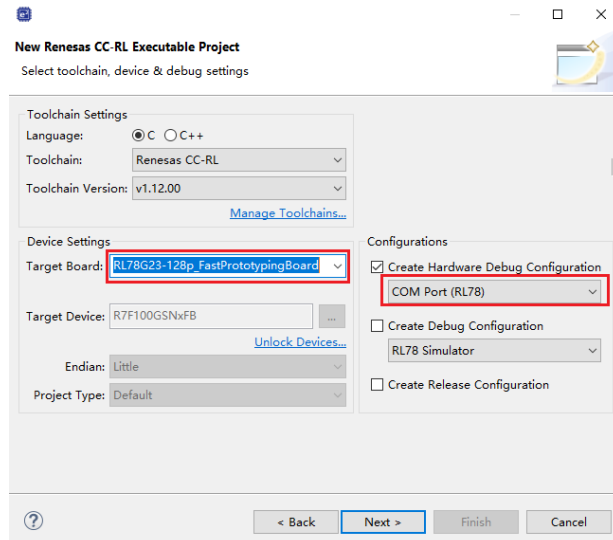 New Renesas CC-RL Executable Project
Select toolchain, device & debug settings
Toolchain Settings
Language: C C++
Toolchain: Renesas CC-RL
Toolchain Version: v1.12.00
Manage Toolchains...
Device Settings
Target Board: RL78G23-128p_FastPrototypingBoard
Target Device: R7F100GSNxFB ...
Unlock Devices...
Endian: Little
Project Type: Default
Configurations
Create Hardware Debug Configuration
COM Port (RL78)
Create Debug Configuration
RL78 Simulator
Create Release Configuration
? < Back Next > Finish Cancel